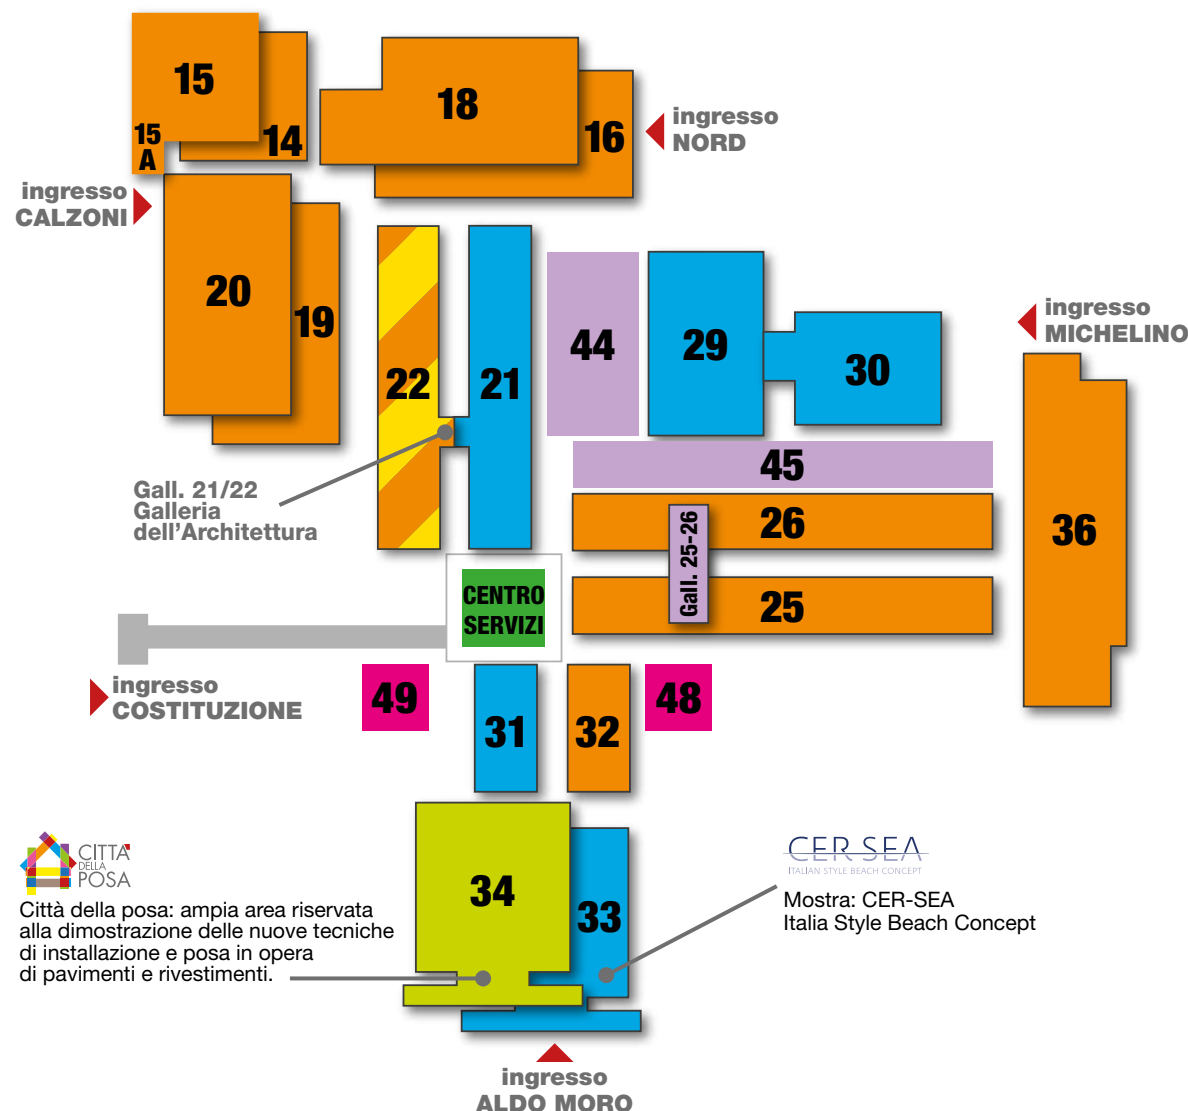 15
15
A
14
18
16
ingresso
NORD
ingresso
CALZONI
20
19
22
21
44
29
30
ingresso
MICHELINO
45
26
Gall. 25-26
25
36
Gall. 21/22
Galleria
dell’Architettura
CENTRO
SERVIZI
ingresso
COSTITUZIONE
49
31
32
48
34
33
CITTA'
DELLA
POSA
Città della posa: ampia area riservata
alla dimostrazione delle nuove tecniche
di installazione e posa in opera
di pavimenti e rivestimenti.
CER SEA
ITALIAN STYLE BEACH CONCEPT
Mostra: CER-SEA
Italia Style Beach Concept
ingresso
ALDO MORO